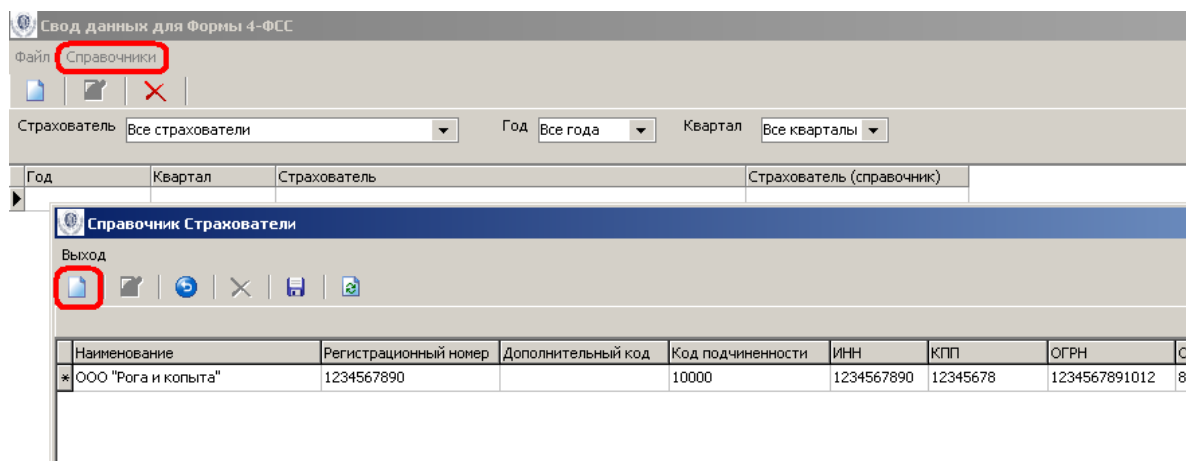 Свод данных для Формы 4-ФСС
Файл Справочники
Страхователь Все страхователи Год Все года Квартал Все кварталы
Год Квартал Страхователь Страхователь (справочник)
Справочник Страхователи
Выход
Наименование Регистрационный номер Дополнительный код Код подчиненности ИНН КПП ОГРН
ООО "Рога и копыта" 1234567890 10000 1234567890 12345678 1234567891012 8